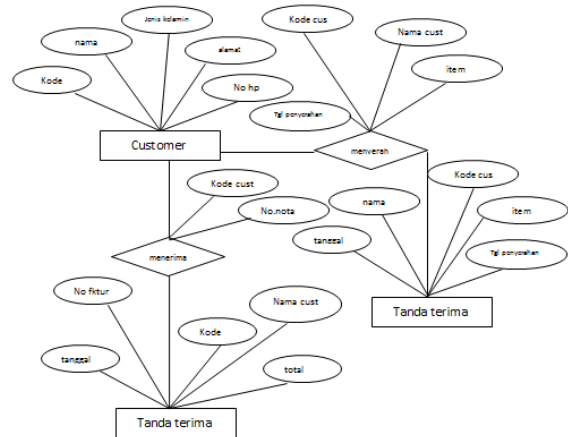 Jenis kelamin
nama
alamat
Kode
No hp
Customer
Kode cus
Nama cust
item
Tgl penyerahan
menyerah
Kode cust
No.nota
menerima
Kode cus
nama
item
tanggal
Tgl penyerahan
Tanda terima
No fktur
Nama cust
Kode
tanggal
total
Tanda terima